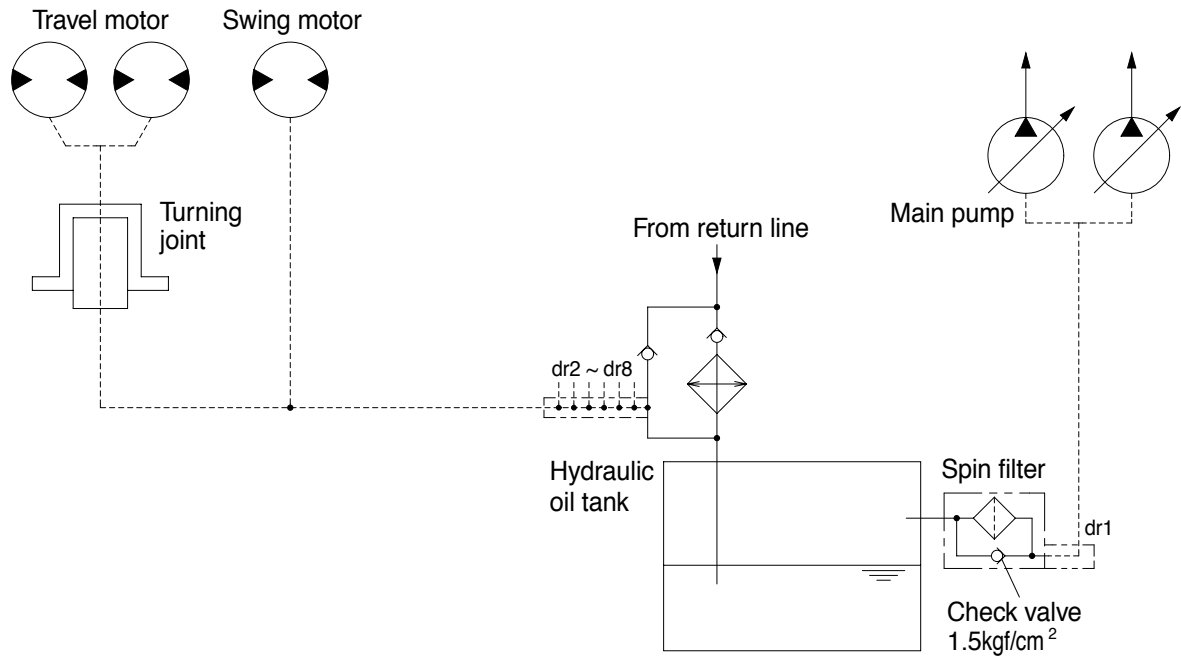 Travel motor
Swing motor
Turning
joint
Main pump
From return line
dr2 ~ dr8
Hydraulic
oil tank
Spin filter
dr1
Check valve
1.5kgf/cm²